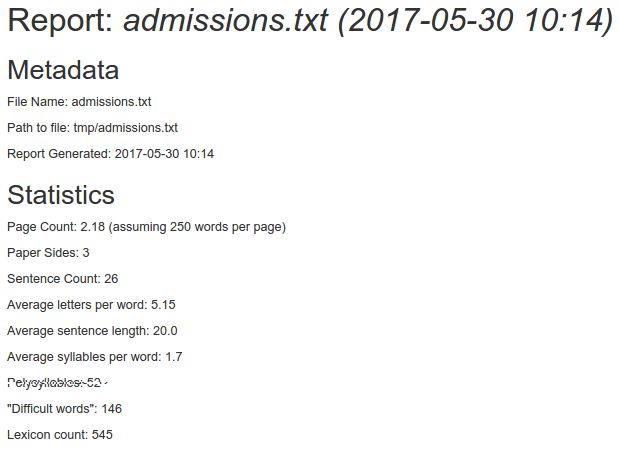 Report: admissions.txt (2017-05-30 10:14)
Metadata
File Name: admissions.txt
Path to file: tmp/admissions.txt
Report Generated: 2017-05-30 10:14
Statistics
Page Count: 2.18 (assuming 250 words per page)
Paper Sides: 3
Sentence Count: 26
Average letters per word: 5.15
Average sentence length: 20.0
Average syllables per word: 1.7
"Difficult words": 146
Lexicon count: 545